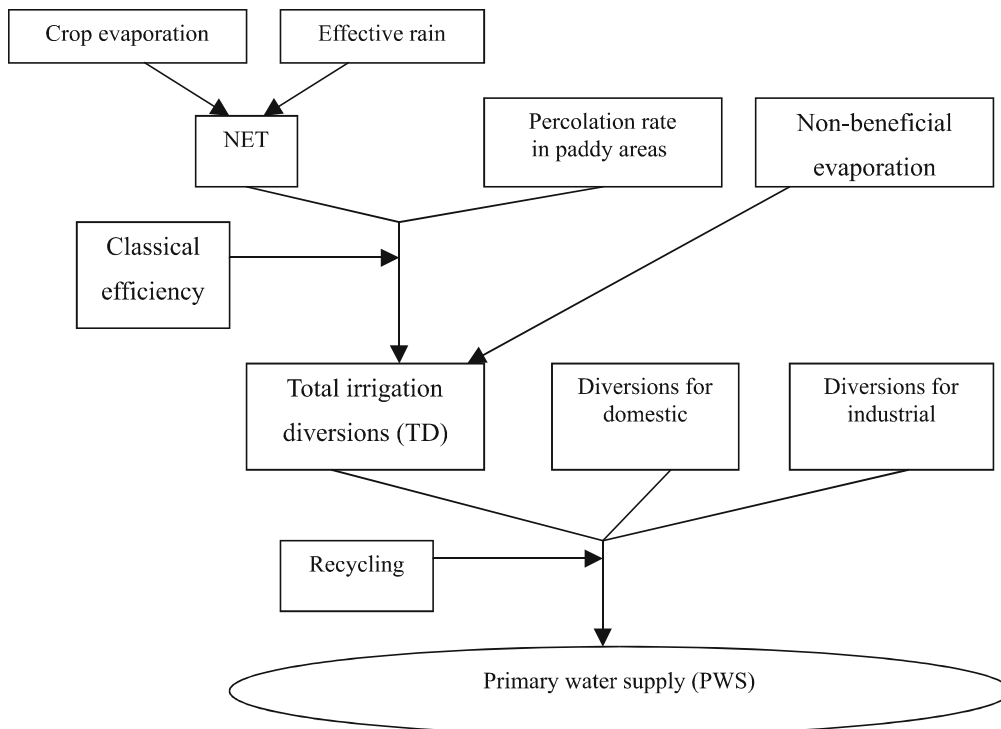 Crop evaporation
Effective rain
NET
Percolation rate
in paddy areas
Non-beneficial
evaporation
Classical
efficiency
Total irrigation
diversions (TD)
Diversions for
domestic
Diversions for
industrial
Recycling
Primary water supply (PWS)